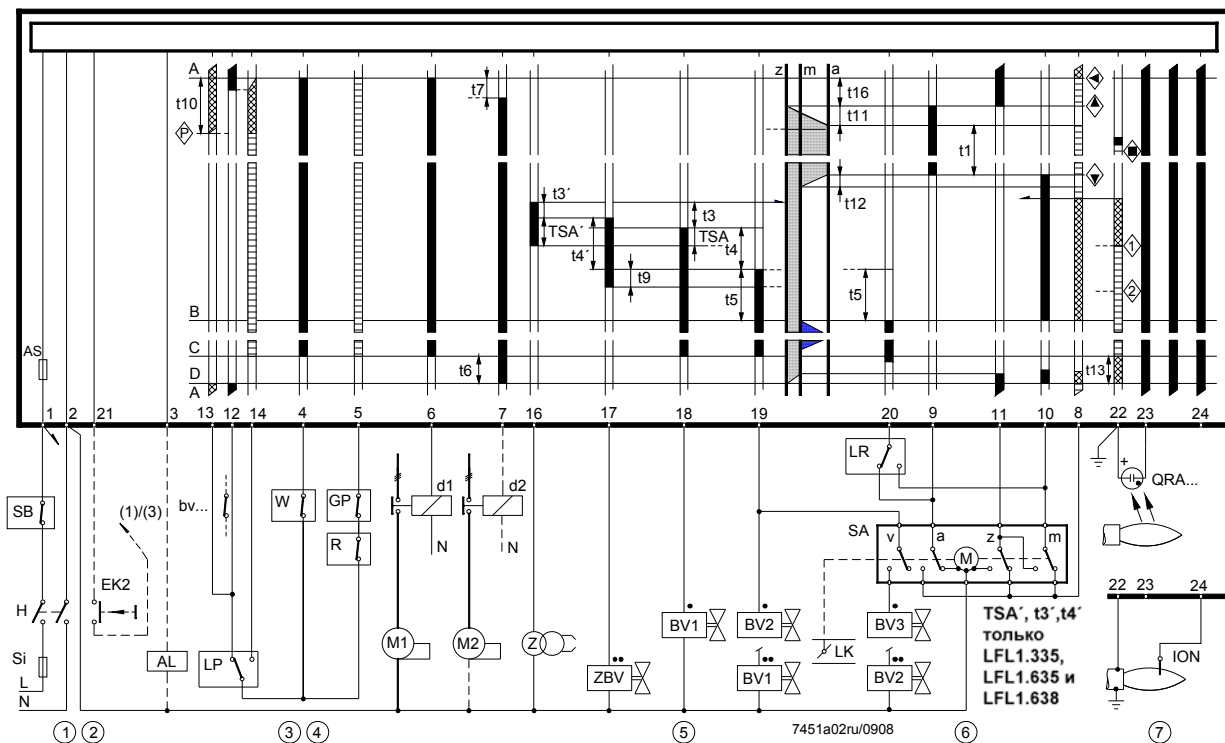 A z m a
t7 t16
t10 t11
P t1
t12
t3´ t3
TSA´ TSA t4 1
t4´ t9 2
t5 t5
B
AS C
D t6 t13
A
1 2 21 3 13 12 14 4 5 6 7 16 17 18 19 20 9 11 10 8 22 23 24
LR + QRA...
SB (1)/(3) bv... W GP d1 d2 SA v a z m
R N N M
EK2
H 22 23 24
BV1 BV2 BV3 TSA´, t3´,t4´
M1 M2 Z только
Si AL LP LK LFL1.335, ION
L ZBV BV1 BV2 LFL1.635 и
N LFL1.638
1 2 3 4 5 7451a02ru/0908 6 7